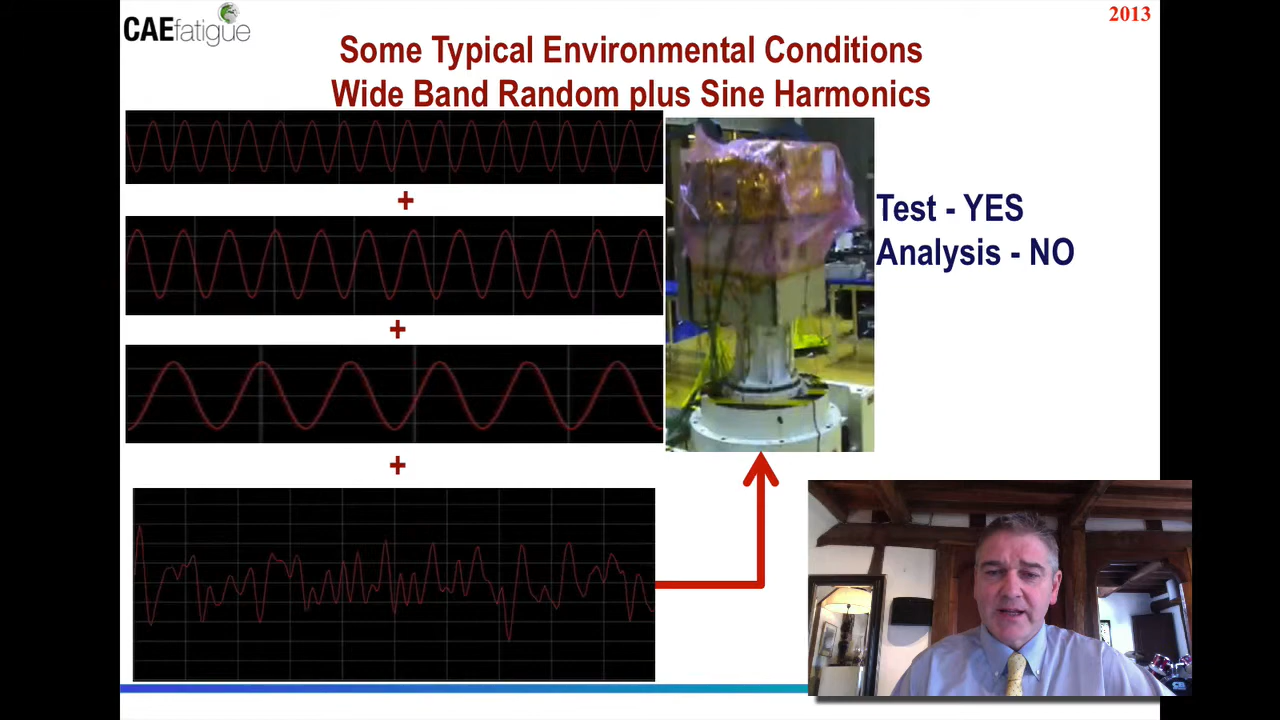 CAEfatigue
2013
Some Typical Environmental Conditions
Wide Band Random plus Sine Harmonics
+
Test - YES
Analysis - NO
+
+